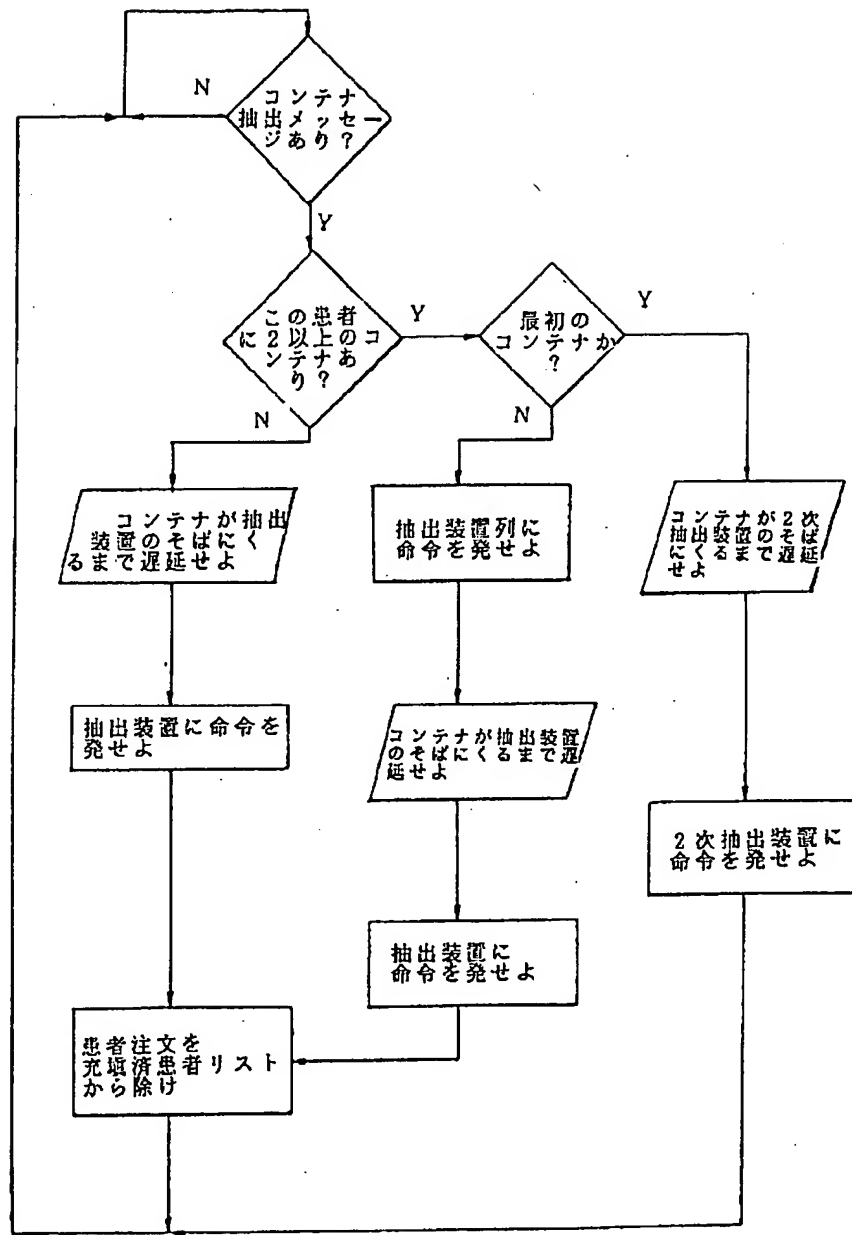 コンテナ
抽出メッセー
ジあり?
Y
N
この患者
に2以上のコ
ンテナあ
り?
Y
N
最初の
コンテナか
?
Y
N
コンテナが抽出
装置のそばにく
るまで遅延せよ
抽出装置列に
命令を発せよ
コンテナが2次
抽出装置のそば
にくるまで遅延
せよ
抽出装置に命令を
発せよ
コンテナが抽出装置
のそばにくるまで遅
延せよ
2次抽出装置に
命令を発せよ
抽出装置に
命令を発せよ
患者注文を
充填済患者リスト
から除け